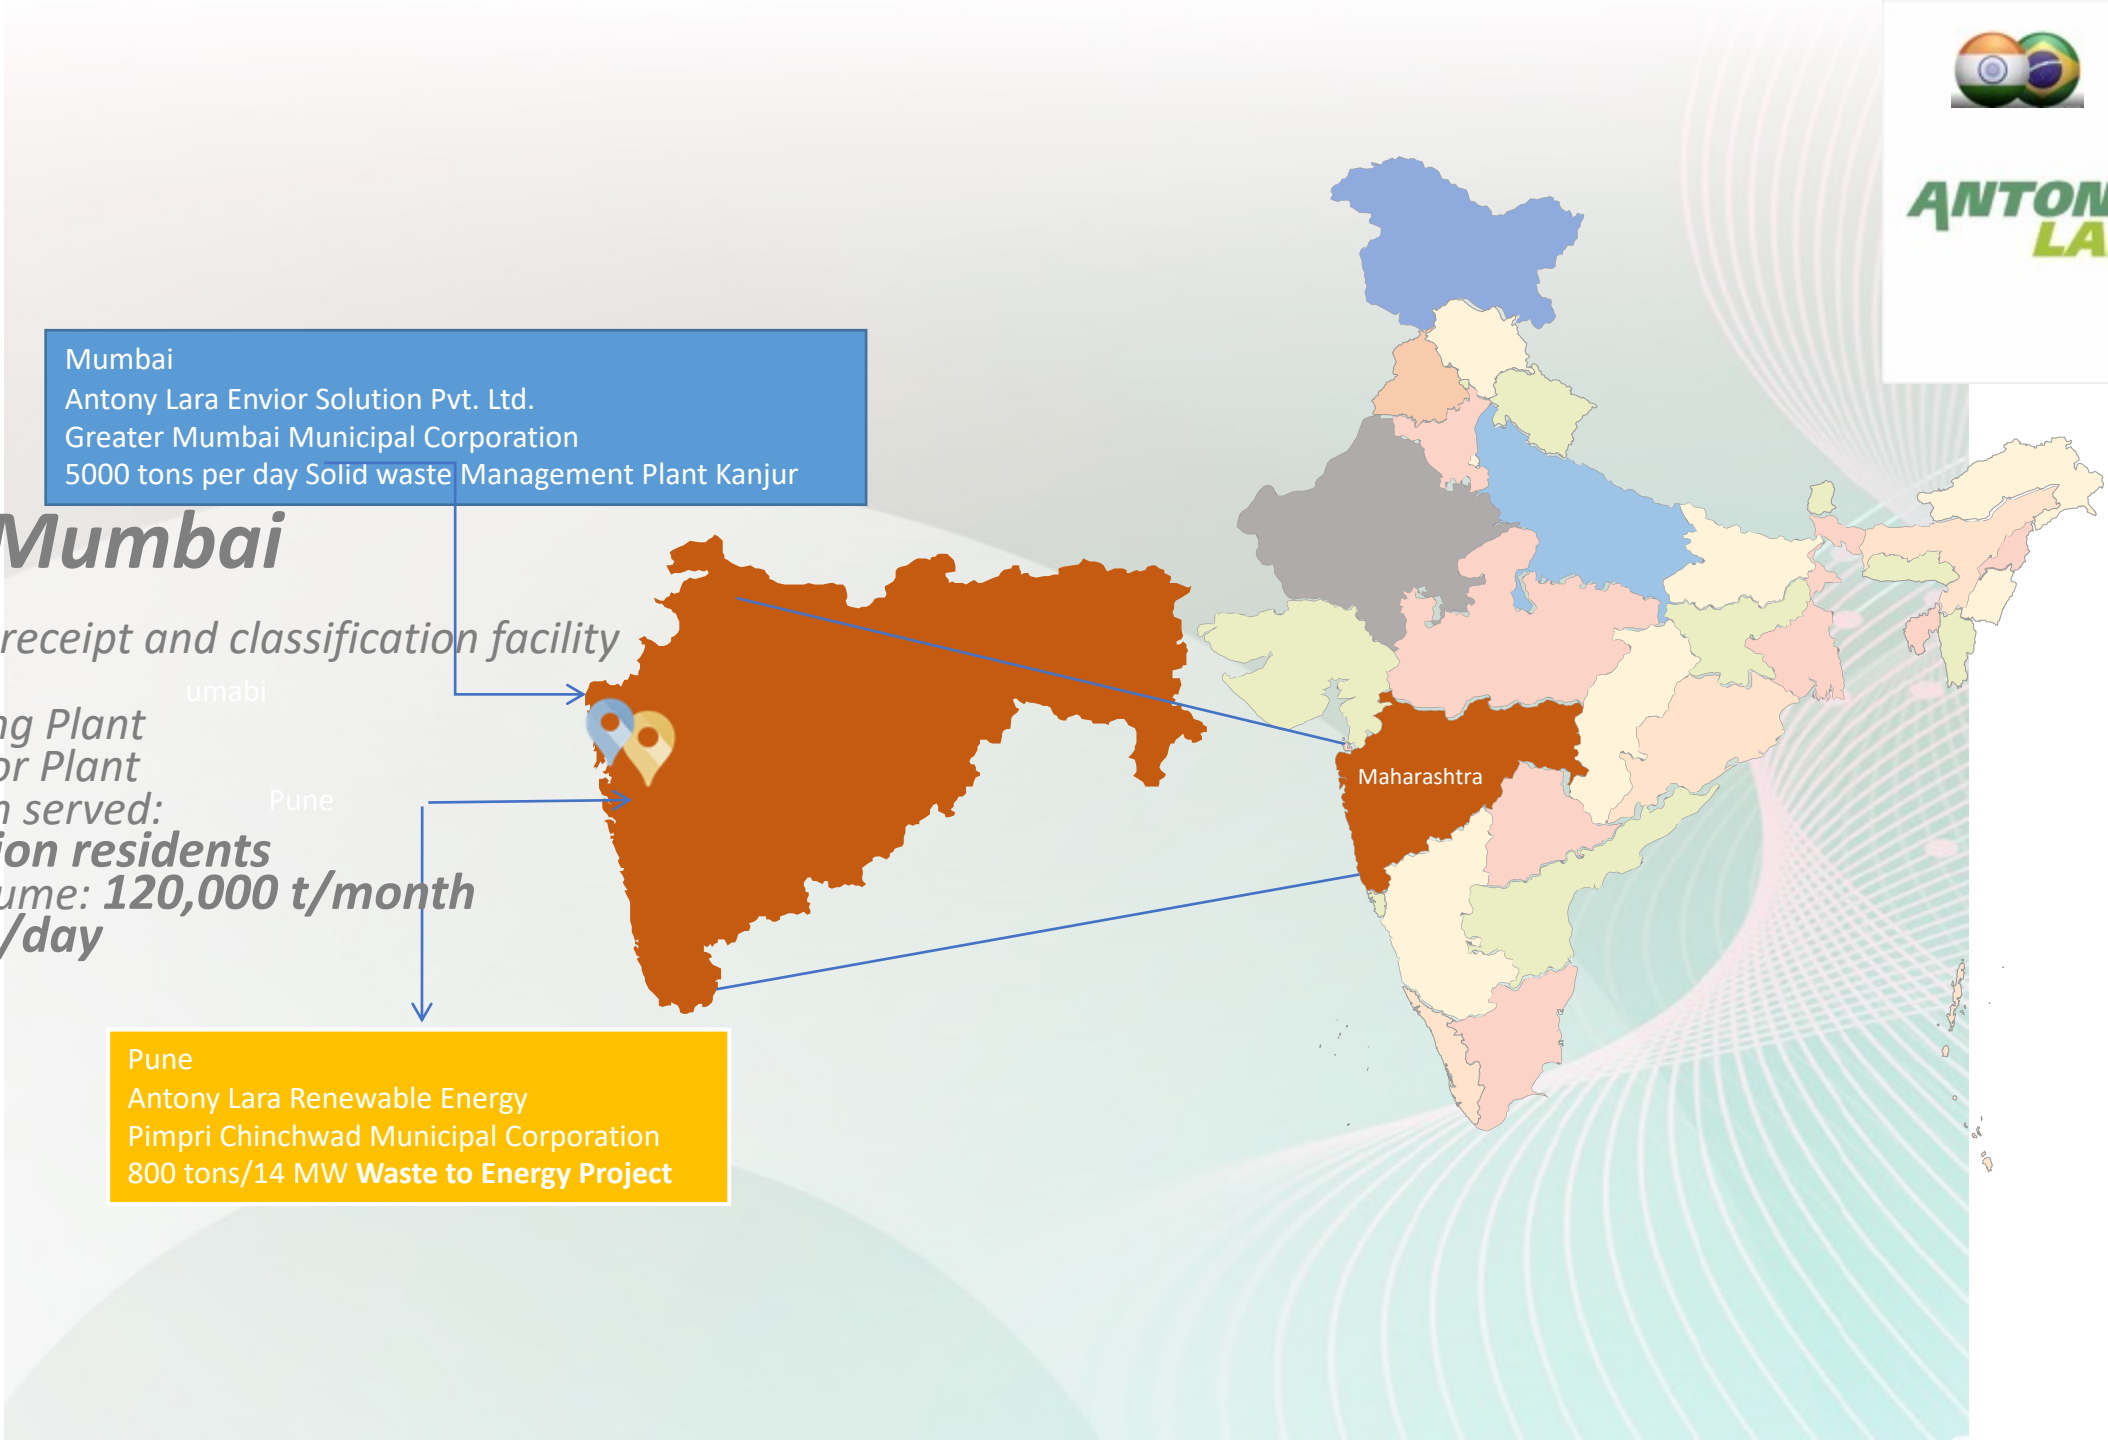 ANTON
LA
Mumbai
Antony Lara Envior Solution Pvt. Ltd.
Greater Mumbai Municipal Corporation
5000 tons per day Solid waste Management Plant Kanjur
Mumbai
receipt and classification facility
umabi
ng Plant
or Plant
Pune
n served:
ion residents
ume: 120,000 t/month
/day
Maharashtra
Pune
Antony Lara Renewable Energy
Pimpri Chinchwad Municipal Corporation
800 tons/14 MW Waste to Energy Project